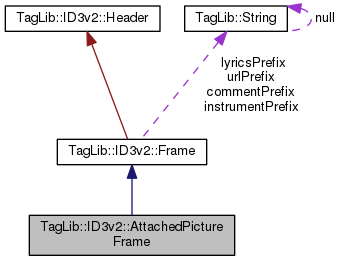 TagLib::ID3v2::Header
TagLib::String
null
lyricsPrefix
urlPrefix
commentPrefix
instrumentPrefix
TagLib::ID3v2::Frame
TagLib::ID3v2::AttachedPicture
Frame